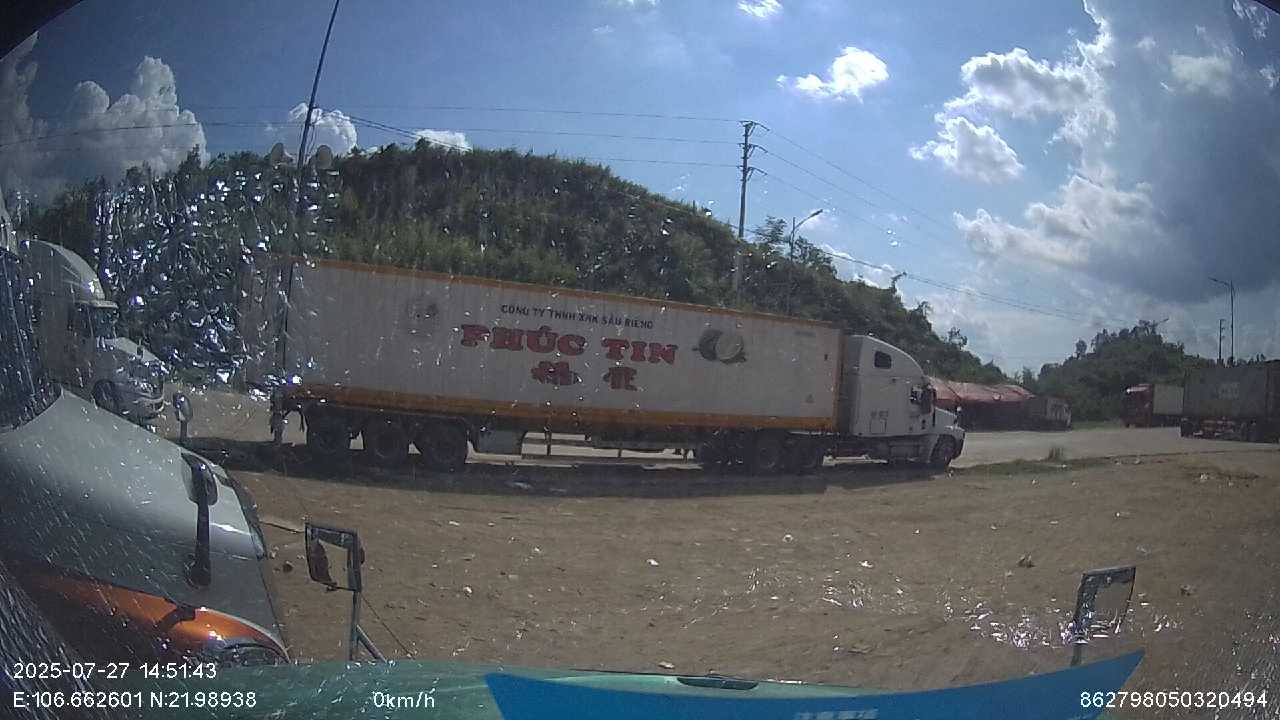 CÔNG TY TNHH XNK SẦU RIÊNG
PHÚC TIN
2025-07-27 14:51:43
E:106.662601 N:21.98938
0km/h
862798050320494